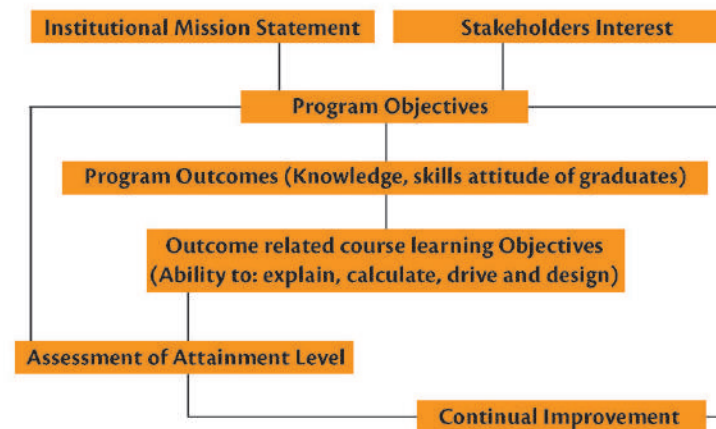 Institutional Mission Statement
Stakeholders Interest
Program Objectives
Program Outcomes (Knowledge, skills attitude of graduates)
Outcome related course learning Objectives
(Ability to: explain, calculate, drive and design)
Assessment of Attainment Level
Continual Improvement